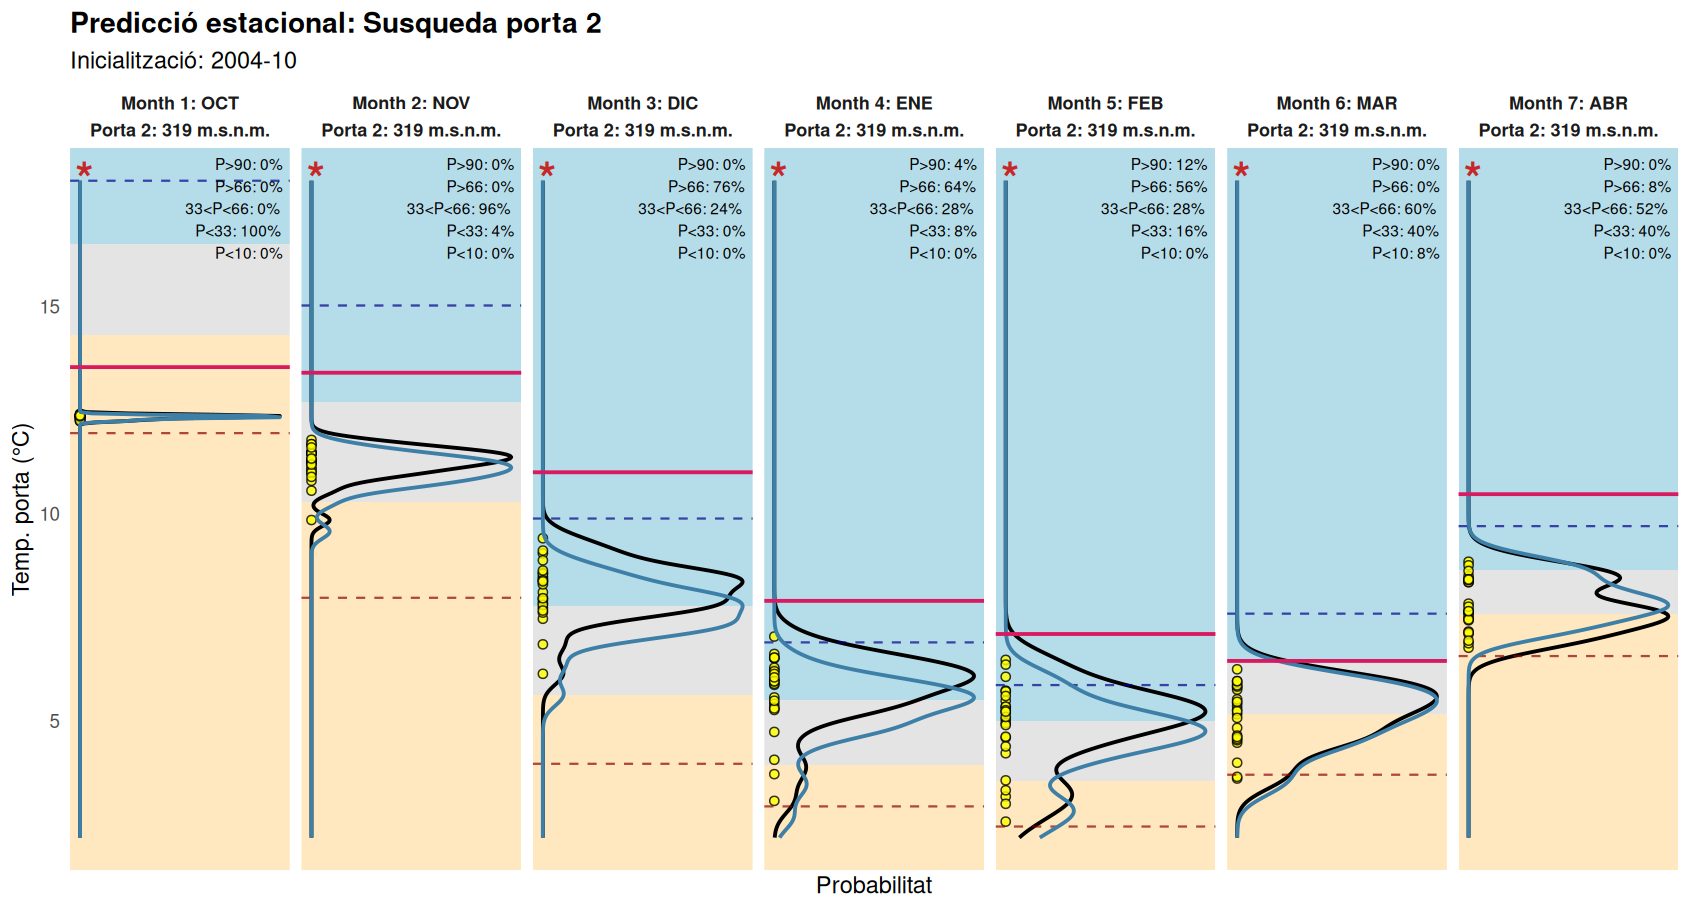 Predicció estacional: Susqueda porta 2
Inicialització: 2004-10
Month 1: OCT
Porta 2: 319 m.s.n.m.
Month 2: NOV
Porta 2: 319 m.s.n.m.
Month 3: DIC
Porta 2: 319 m.s.n.m.
Month 4: ENE
Porta 2: 319 m.s.n.m.
Month 5: FEB
Porta 2: 319 m.s.n.m.
Month 6: MAR
Porta 2: 319 m.s.n.m.
Month 7: ABR
Porta 2: 319 m.s.n.m.
*
P>90: 0%
P>66: 0%
33<P<66: 0%
P<33: 100%
P<10: 0%
*
P>90: 0%
P>66: 0%
33<P<66: 96%
P<33: 4%
P<10: 0%
*
P>90: 0%
P>66: 76%
33<P<66: 24%
P<33: 0%
P<10: 0%
*
P>90: 4%
P>66: 64%
33<P<66: 28%
P<33: 8%
P<10: 0%
*
P>90: 12%
P>66: 56%
33<P<66: 28%
P<33: 16%
P<10: 0%
*
P>90: 0%
P>66: 0%
33<P<66: 60%
P<33: 40%
P<10: 8%
*
P>90: 0%
P>66: 8%
33<P<66: 52%
P<33: 40%
P<10: 0%
15
10
5
Temp. porta (°C)
Probabilitat